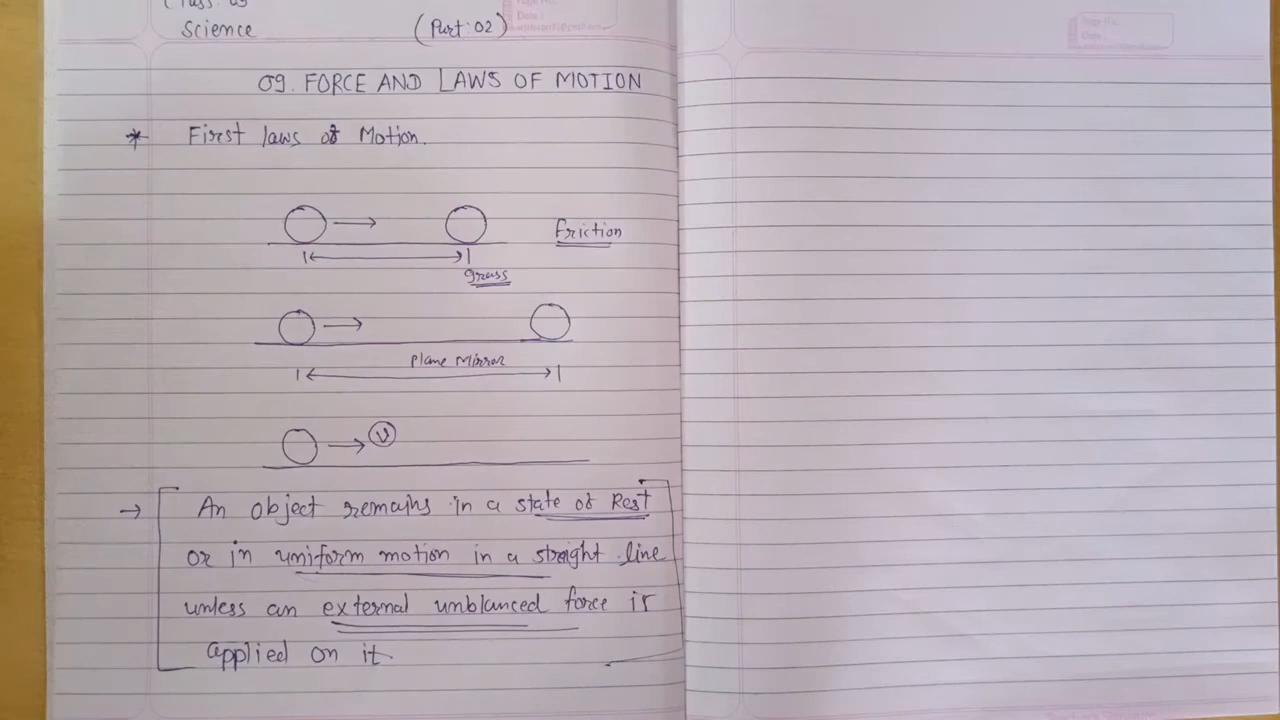 Class: 09
Science
(Part: 02)
09. FORCE AND LAWS OF MOTION
* First laws of Motion.
Friction
grass
Plane Mirror
V
→ An object remains in a state of Rest
or in uniform motion in a straight line
unless an external unblanced force is
applied on it